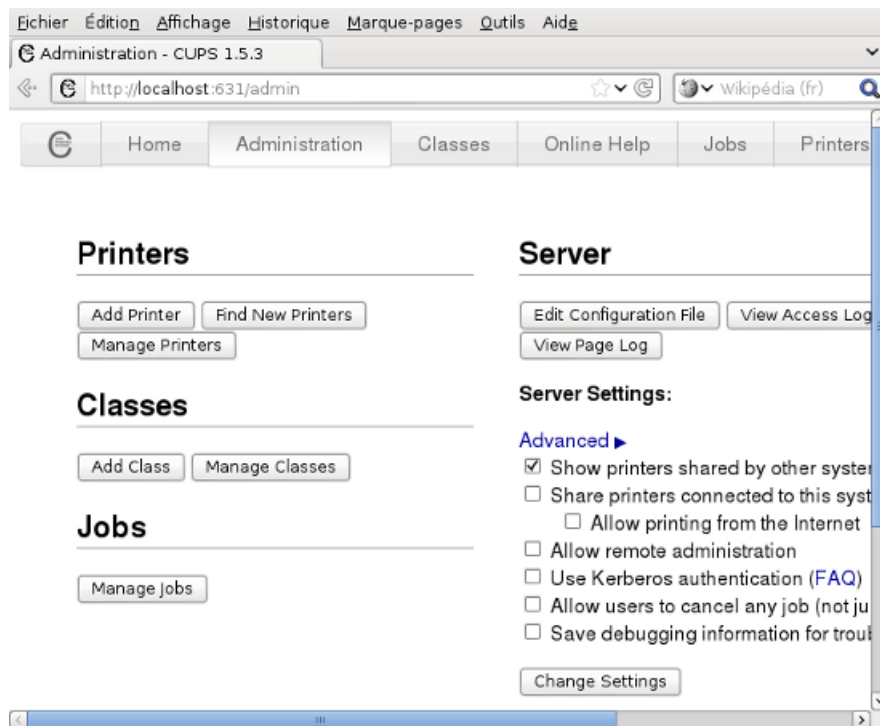 Fichier Édition Affichage Historique Marque-pages Outils Aide
Administration - CUPS 1.5.3
http://localhost:631/admin Wikipédia (fr)
Home Administration Classes Online Help Jobs Printers
Printers
Add Printer Find New Printers
Manage Printers
Classes
Add Class Manage Classes
Jobs
Manage Jobs
Server
Edit Configuration File View Access Log
View Page Log
Server Settings:
Advanced ▶
Show printers shared by other syste
Share printers connected to this syst
Allow printing from the Internet
Allow remote administration
Use Kerberos authentication (FAQ)
Allow users to cancel any job (not ju
Save debugging information for trou
Change Settings